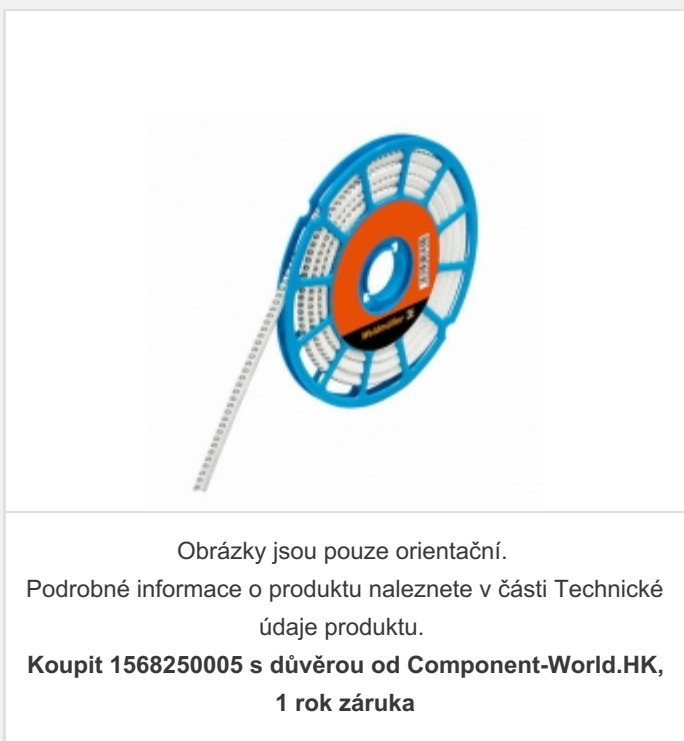 Weidmüller
Obrázky jsou pouze orientační.
Podrobné informace o produktu naleznete v části Technické
údaje produktu.
Koupit 1568250005 s důvěrou od Component-World.HK,
1 rok záruka